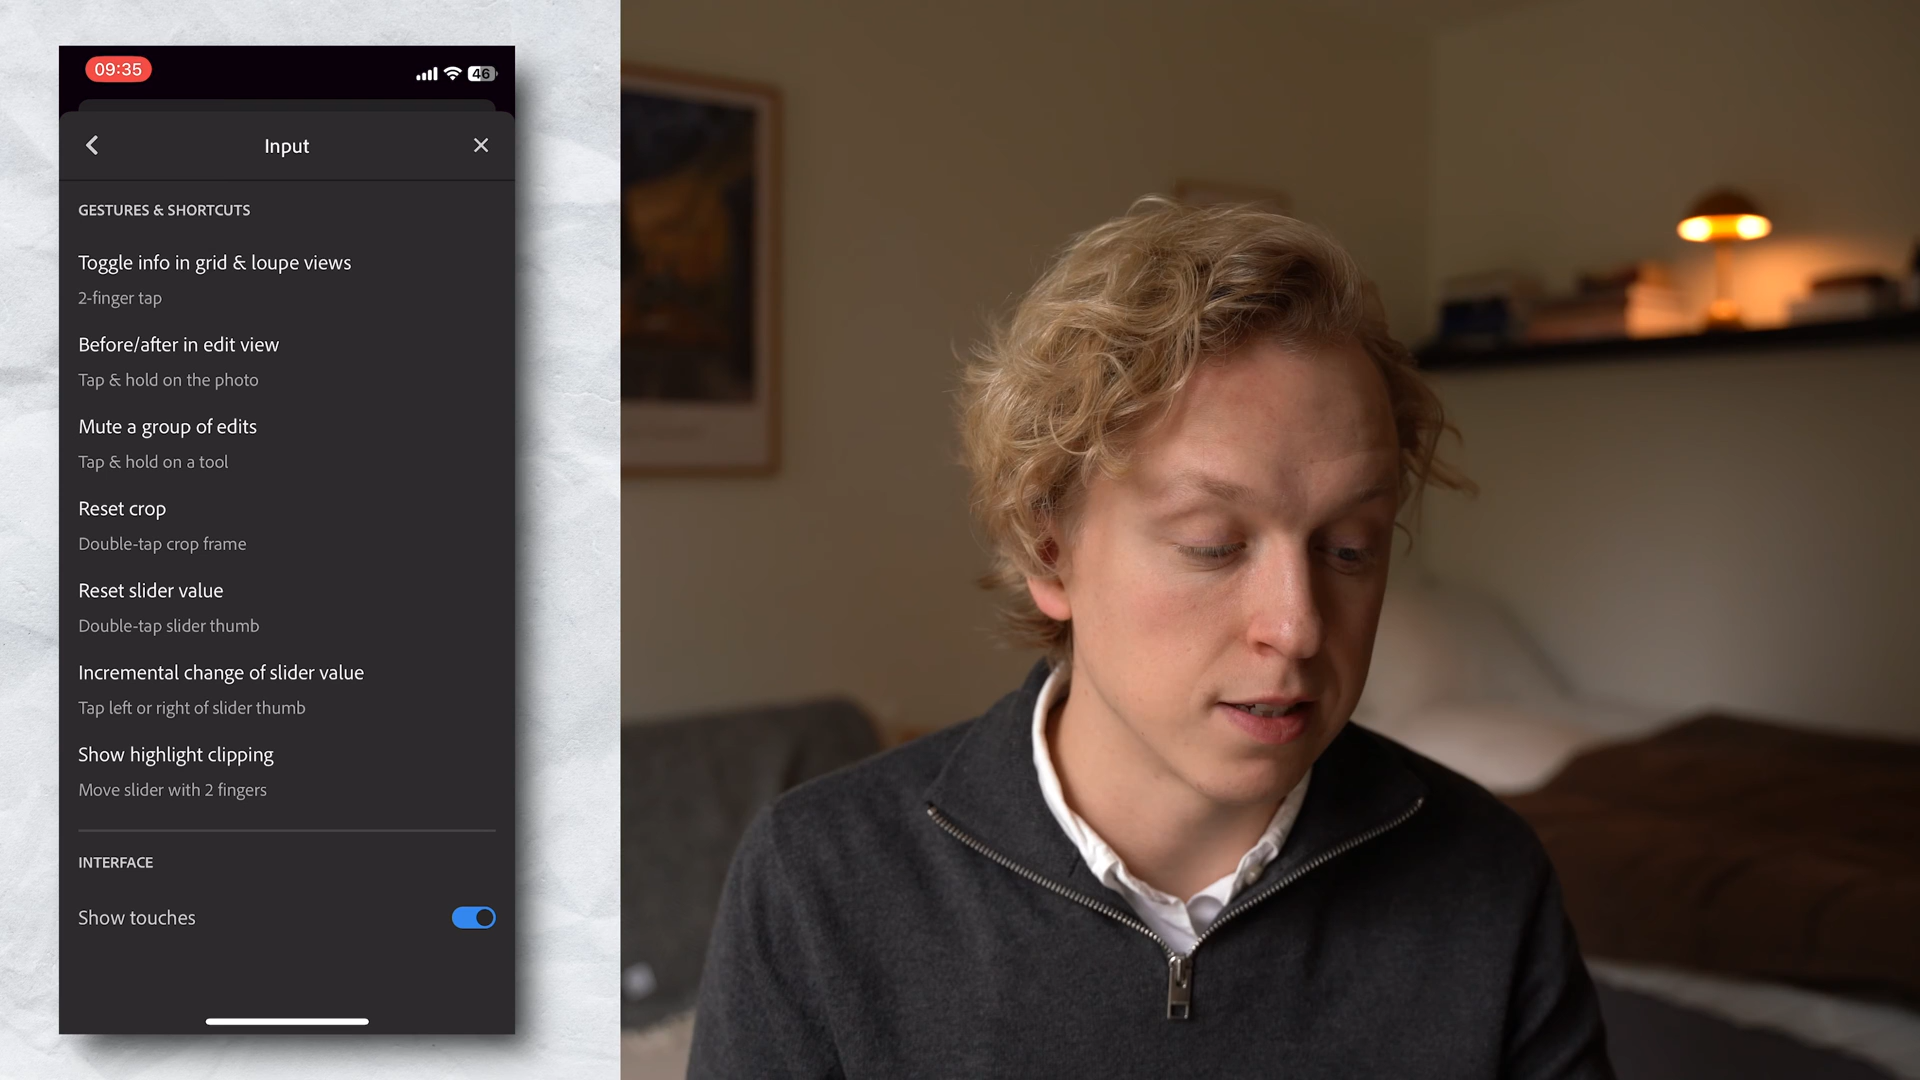 09:35
46
Input
GESTURES & SHORTCUTS
Toggle info in grid & loupe views
2-finger tap
Before/after in edit view
Tap & hold on the photo
Mute a group of edits
Tap & hold on a tool
Reset crop
Double-tap crop frame
Reset slider value
Double-tap slider thumb
Incremental change of slider value
Tap left or right of slider thumb
Show highlight clipping
Move slider with 2 fingers
INTERFACE
Show touches